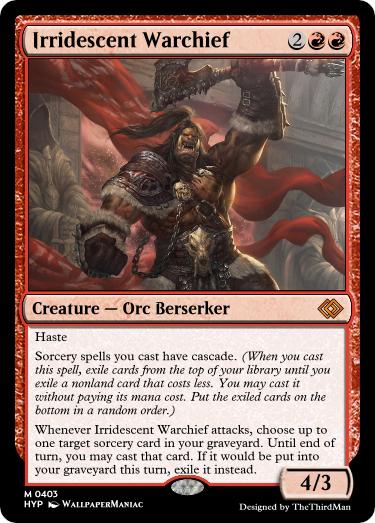 Irridescent Warchief 2
Creature — Orc Berserker
Haste
Sorcery spells you cast have cascade. (When you cast
this spell, exile cards from the top of your library until you
exile a nonland card that costs less. You may cast it
without paying its mana cost. Put the exiled cards on the
bottom in a random order.)
Whenever Irridescent Warchief attacks, choose up to
one target sorcery card in your graveyard. Until end of
turn, you may cast that card. If it would be put into
your graveyard this turn, exile it instead.
4/3
M 0403
HYP WallpaperManiac
Designed by TheThirdMan